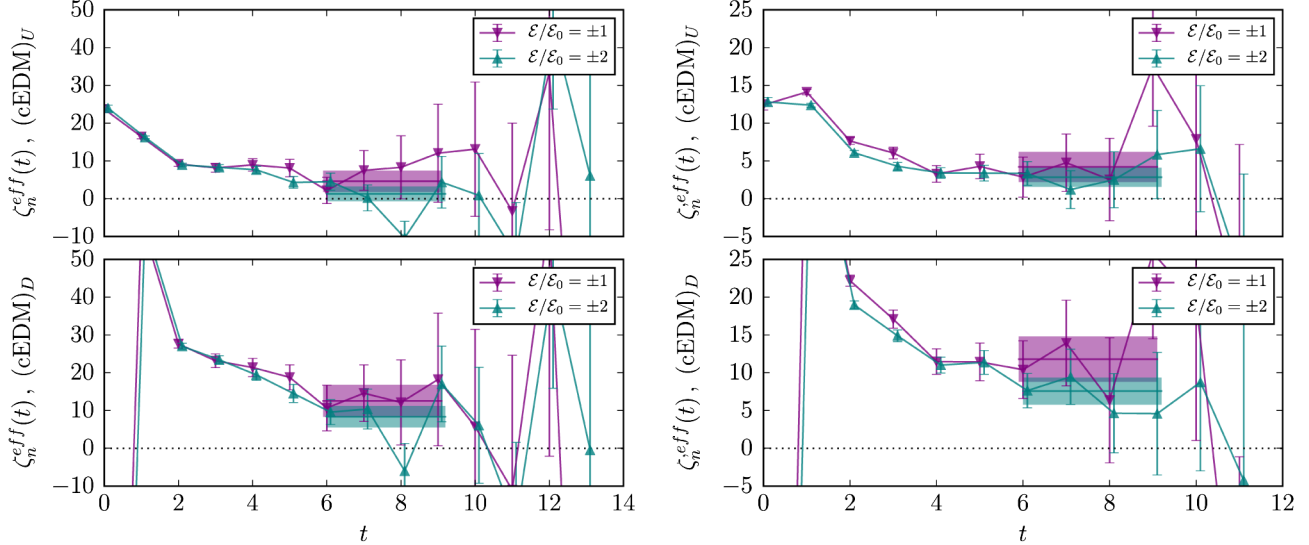 50
40
30
20
10
0
−10
ζ_n^{eff}(t), (cEDM)_U
ℰ/ℰ_0 = ±1
ℰ/ℰ_0 = ±2
25
20
15
10
5
0
−5
ζ_n^{,eff}(t), (cEDM)_U
ℰ/ℰ_0 = ±1
ℰ/ℰ_0 = ±2
50
40
30
20
10
0
−10
ζ_n^{eff}(t), (cEDM)_D
ℰ/ℰ_0 = ±1
ℰ/ℰ_0 = ±2
0 2 4 6 8 10 12 14
t
25
20
15
10
5
0
−5
ζ_n^{,eff}(t), (cEDM)_D
ℰ/ℰ_0 = ±1
ℰ/ℰ_0 = ±2
0 2 4 6 8 10 12
t